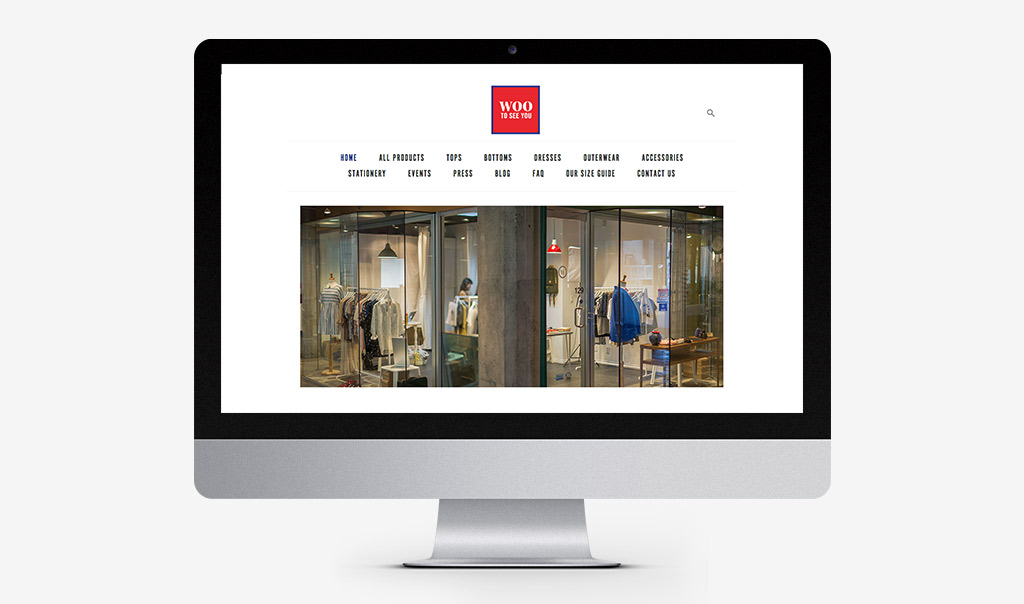 WOO
TO SEE YOU
HOME ALL PRODUCTS TOPS BOTTOMS DRESSES OUTERWEAR ACCESSORIES
STATIONERY EVENTS PRESS BLOG FAQ OUR SIZE GUIDE CONTACT US
129